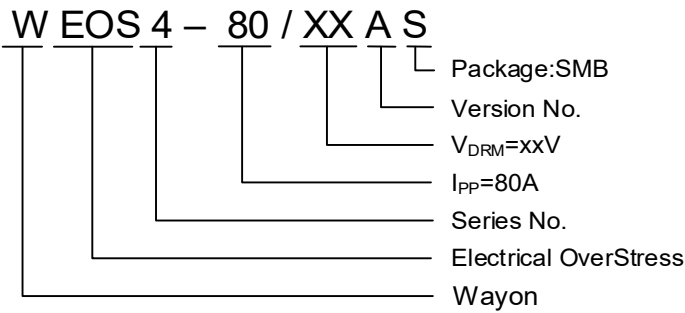 W EOS 4 – 80 / XX A S
Package:SMB
Version No.
VDRM=xxV
IPP=80A
Series No.
Electrical OverStress
Wayon